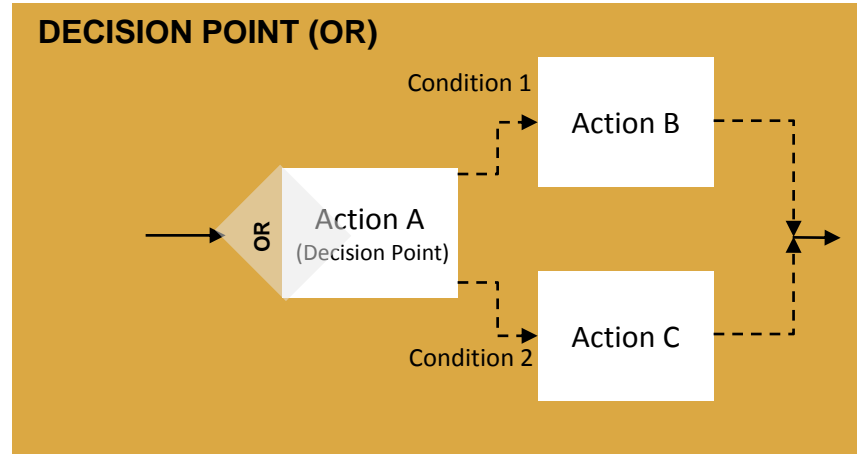 DECISION POINT (OR)
Condition 1
Action B
OR
Action A
(Decision Point)
Action C
Condition 2